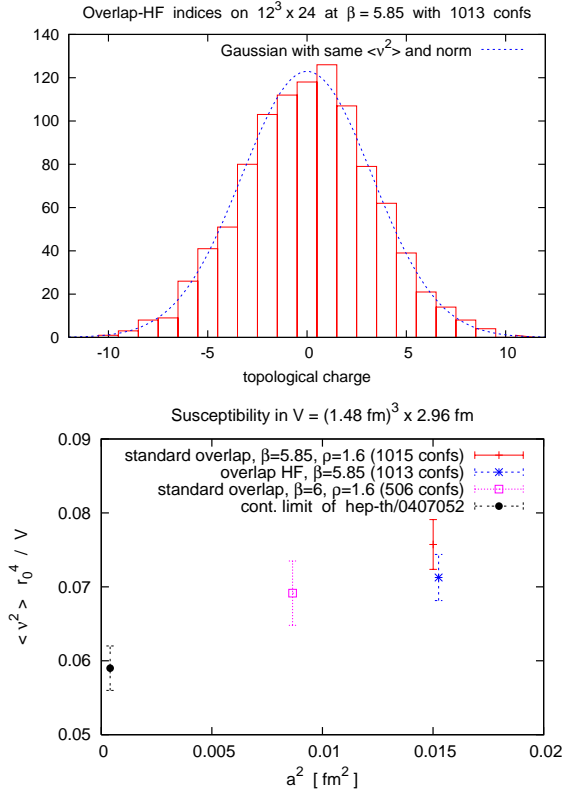 Overlap-HF indices on 12³ x 24 at β = 5.85 with 1013 confs
Gaussian with same <ν²> and norm
140
120
100
80
60
40
20
0
-10 -5 0 5 10
topological charge
Susceptibility in V = (1.48 fm)³ x 2.96 fm
standard overlap, β=5.85, ρ=1.6 (1015 confs)
overlap HF, β=5.85 (1013 confs)
standard overlap, β=6, ρ=1.6 (506 confs)
cont. limit of hep-th/0407052
0.09
0.08
0.07
0.06
0.05
< ν² > r₀⁴ / V
0 0.005 0.01 0.015 0.02
a² [ fm² ]